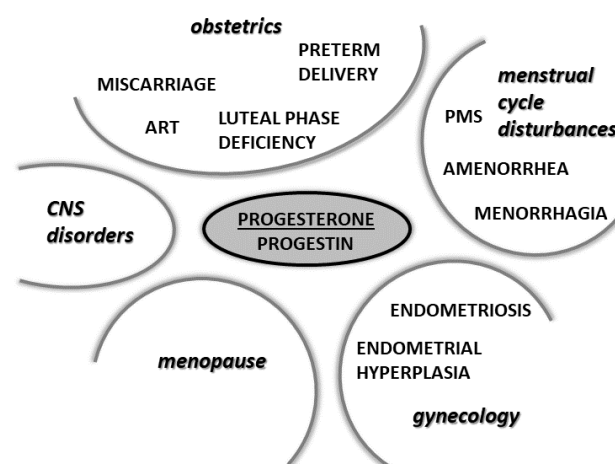 obstetrics
PRETERM
DELIVERY
MISCARRIAGE
ART
LUTEAL PHASE
DEFICIENCY
menstrual
cycle
disturbances
PMS
AMENORRHEA
MENORRHAGIA
CNS
disorders
PROGESTERONE
PROGESTIN
menopause
ENDOMETRIOSIS
ENDOMETRIAL
HYPERPLASIA
gynecology